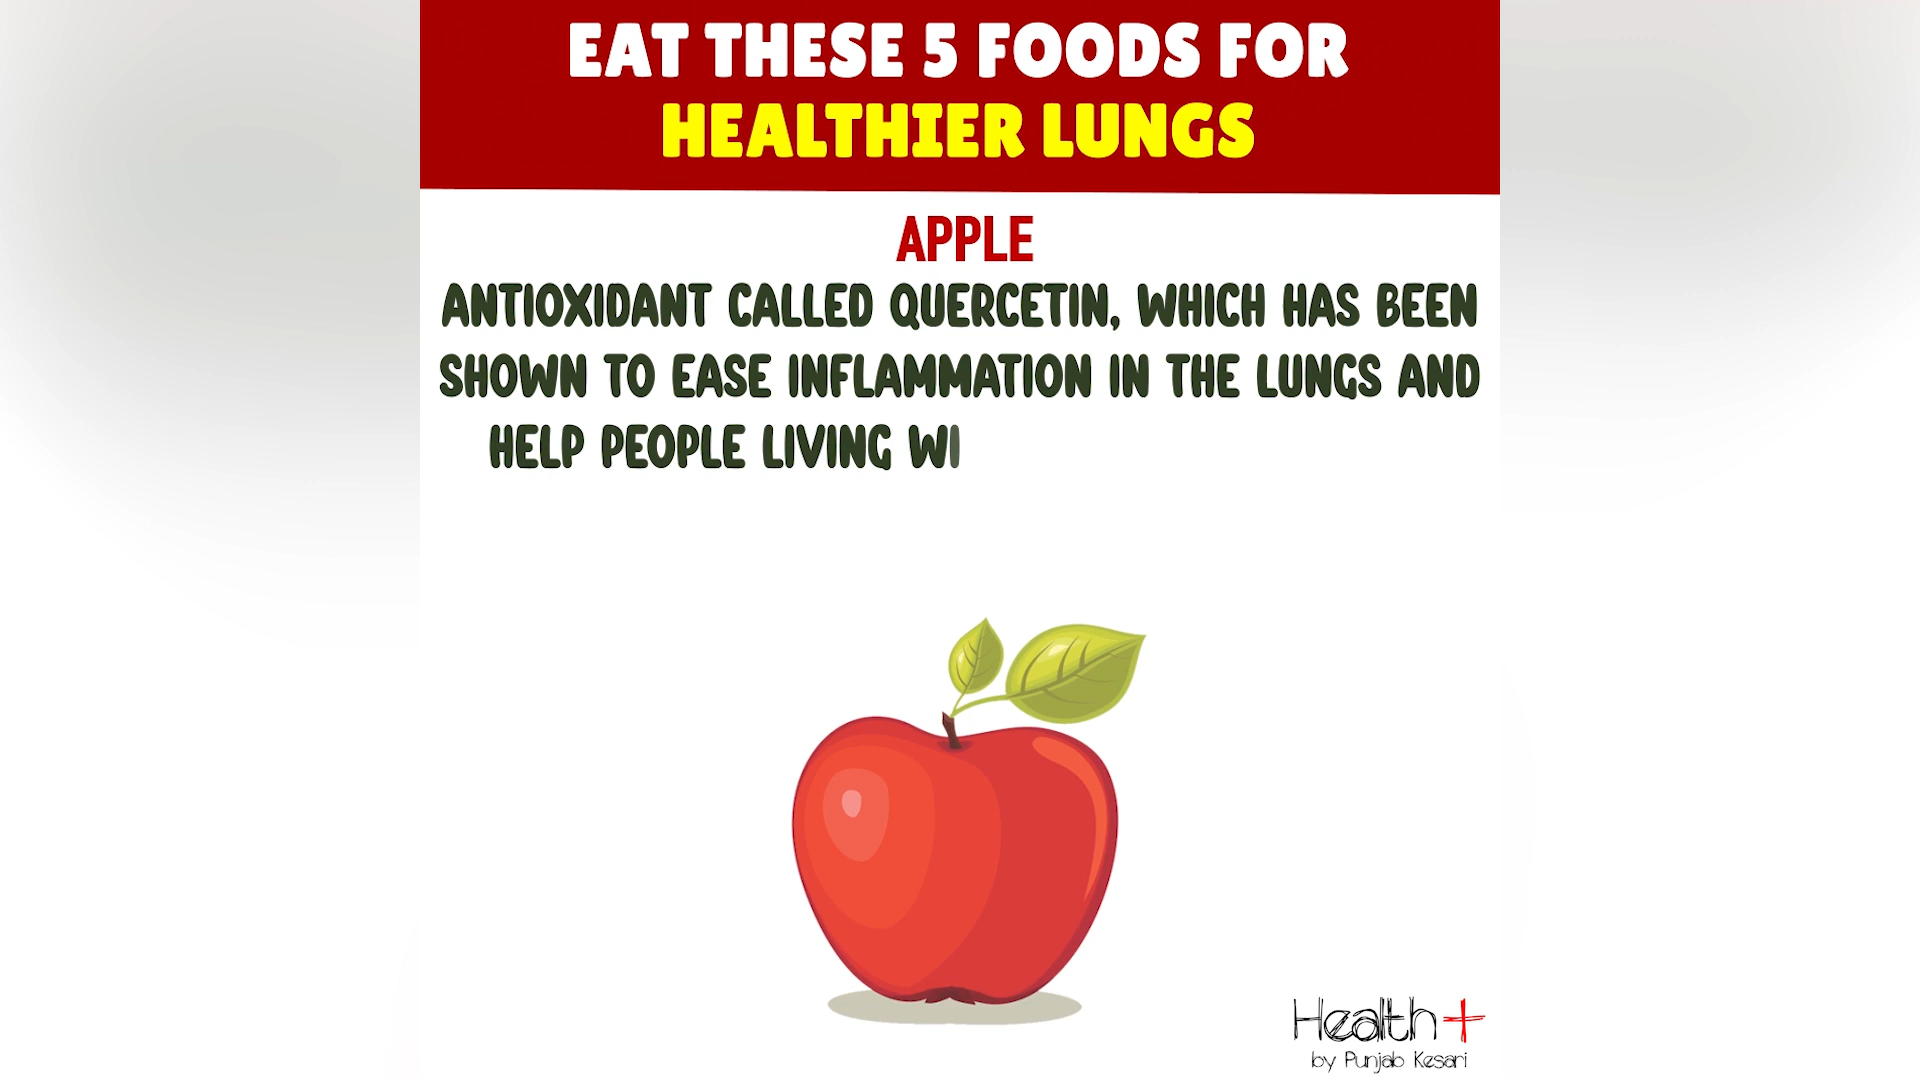 EAT THESE 5 FOODS FOR
HEALTHIER LUNGS
APPLE
ANTIOXIDANT CALLED QUERCETIN, WHICH HAS BEEN
SHOWN TO EASE INFLAMMATION IN THE LUNGS AND
HELP PEOPLE LIVING WI
Health+
by Punjab Kesari